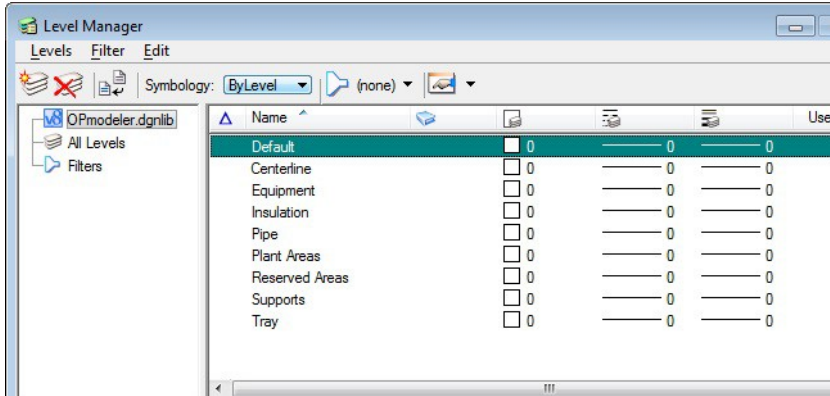 Level Manager
Levels Filter Edit
Symbology: ByLevel (none)
v8 OPmodeler.dgnlib
All Levels
Filters
Name Use
Default 0 0 0
Centerline 0 0 0
Equipment 0 0 0
Insulation 0 0 0
Pipe 0 0 0
Plant Areas 0 0 0
Reserved Areas 0 0 0
Supports 0 0 0
Tray 0 0 0